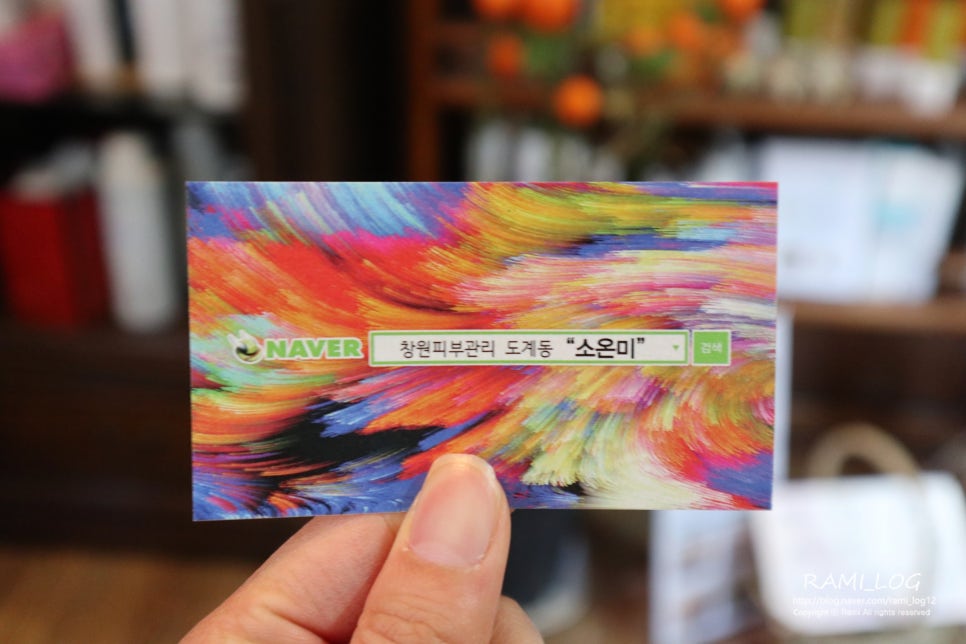 NAVER 창원피부관리 도계동 “소온미” 검색
RAMI_LOG
http://blog.naver.com/rami_log12
Copyright ⓒ Rami All rights reserved